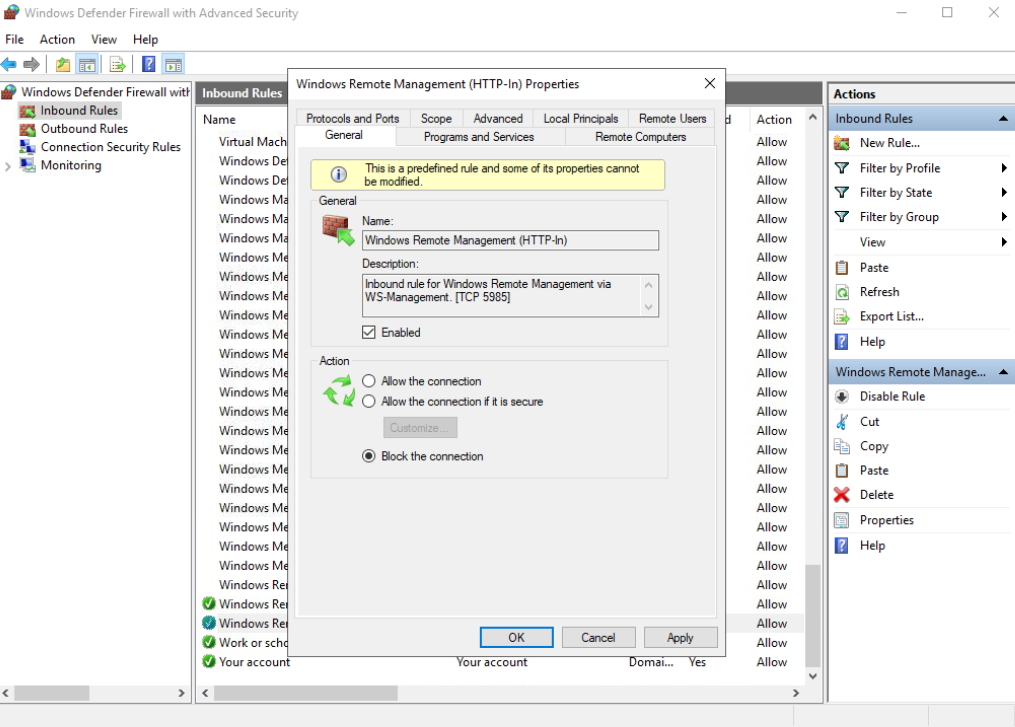 Windows Defender Firewall with Advanced Security
File Action View Help
Windows Defender Firewall with
Inbound Rules
Outbound Rules
Connection Security Rules
Monitoring
Inbound Rules
Name
d
Action
Virtual Mach
Allow
Windows Def
Allow
Windows Def
Allow
Windows Ma
Allow
Windows Ma
Allow
Windows Ma
Allow
Windows Me
Allow
Windows Me
Allow
Windows Me
Allow
Windows Me
Allow
Windows Me
Allow
Windows Me
Allow
Windows Me
Allow
Windows Me
Allow
Windows Me
Allow
Windows Me
Allow
Windows Me
Allow
Windows Me
Allow
Windows Me
Allow
Windows Me
Allow
Windows Me
Allow
Windows Me
Allow
Windows Me
Allow
Windows Rer
Allow
Windows Rer
Allow
Windows Rer
Allow
Work or scho
Allow
Your account
Your account
Domai...
Yes
Allow
Windows Remote Management (HTTP-In) Properties
Protocols and Ports
Scope
Advanced
Local Principals
Remote Users
General
Programs and Services
Remote Computers
This is a predefined rule and some of its properties cannot
be modified.
General
Name:
Windows Remote Management (HTTP-In)
Description:
Inbound rule for Windows Remote Management via
WS-Management. [TCP 5985]
Enabled
Action
Allow the connection
Allow the connection if it is secure
Customize...
Block the connection
OK
Cancel
Apply
Actions
Inbound Rules
New Rule...
Filter by Profile
Filter by State
Filter by Group
View
Paste
Refresh
Export List...
Help
Windows Remote Manage...
Disable Rule
Cut
Copy
Paste
Delete
Properties
Help